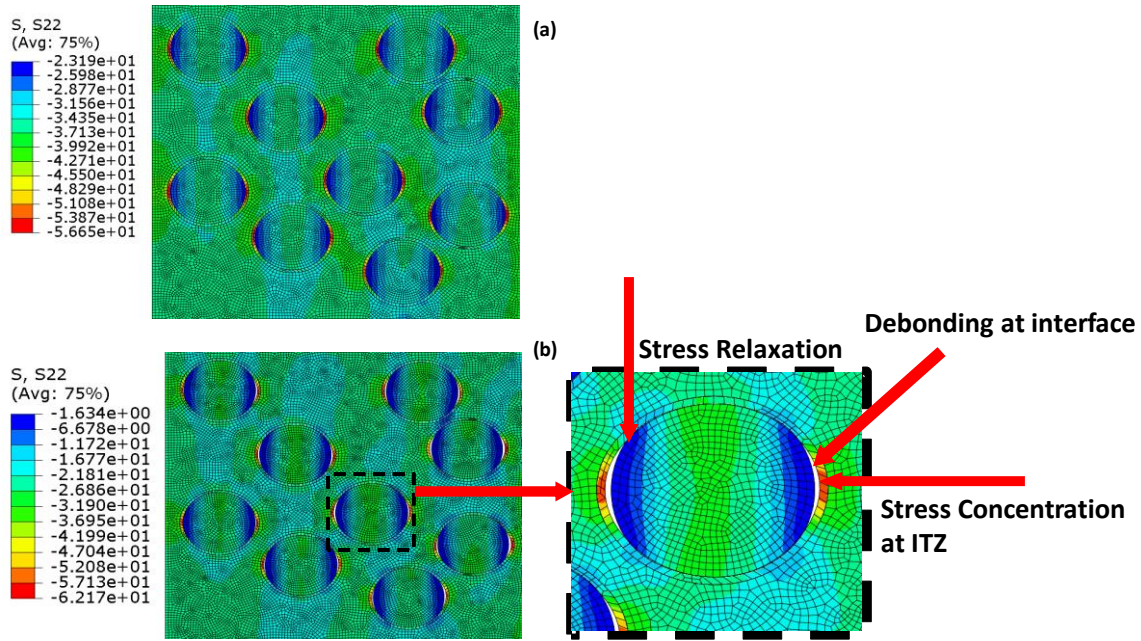 S, S22
(Avg: 75%)
-2.319e+01
-2.598e+01
-2.877e+01
-3.156e+01
-3.435e+01
-3.713e+01
-3.992e+01
-4.271e+01
-4.550e+01
-4.829e+01
-5.108e+01
-5.387e+01
-5.665e+01
(a)
(b)
S, S22
(Avg: 75%)
-1.634e+00
-6.678e+00
-1.172e+01
-1.677e+01
-2.181e+01
-2.686e+01
-3.190e+01
-3.695e+01
-4.199e+01
-4.704e+01
-5.208e+01
-5.713e+01
-6.217e+01
Stress Relaxation
Debonding at interface
Stress Concentration
at ITZ